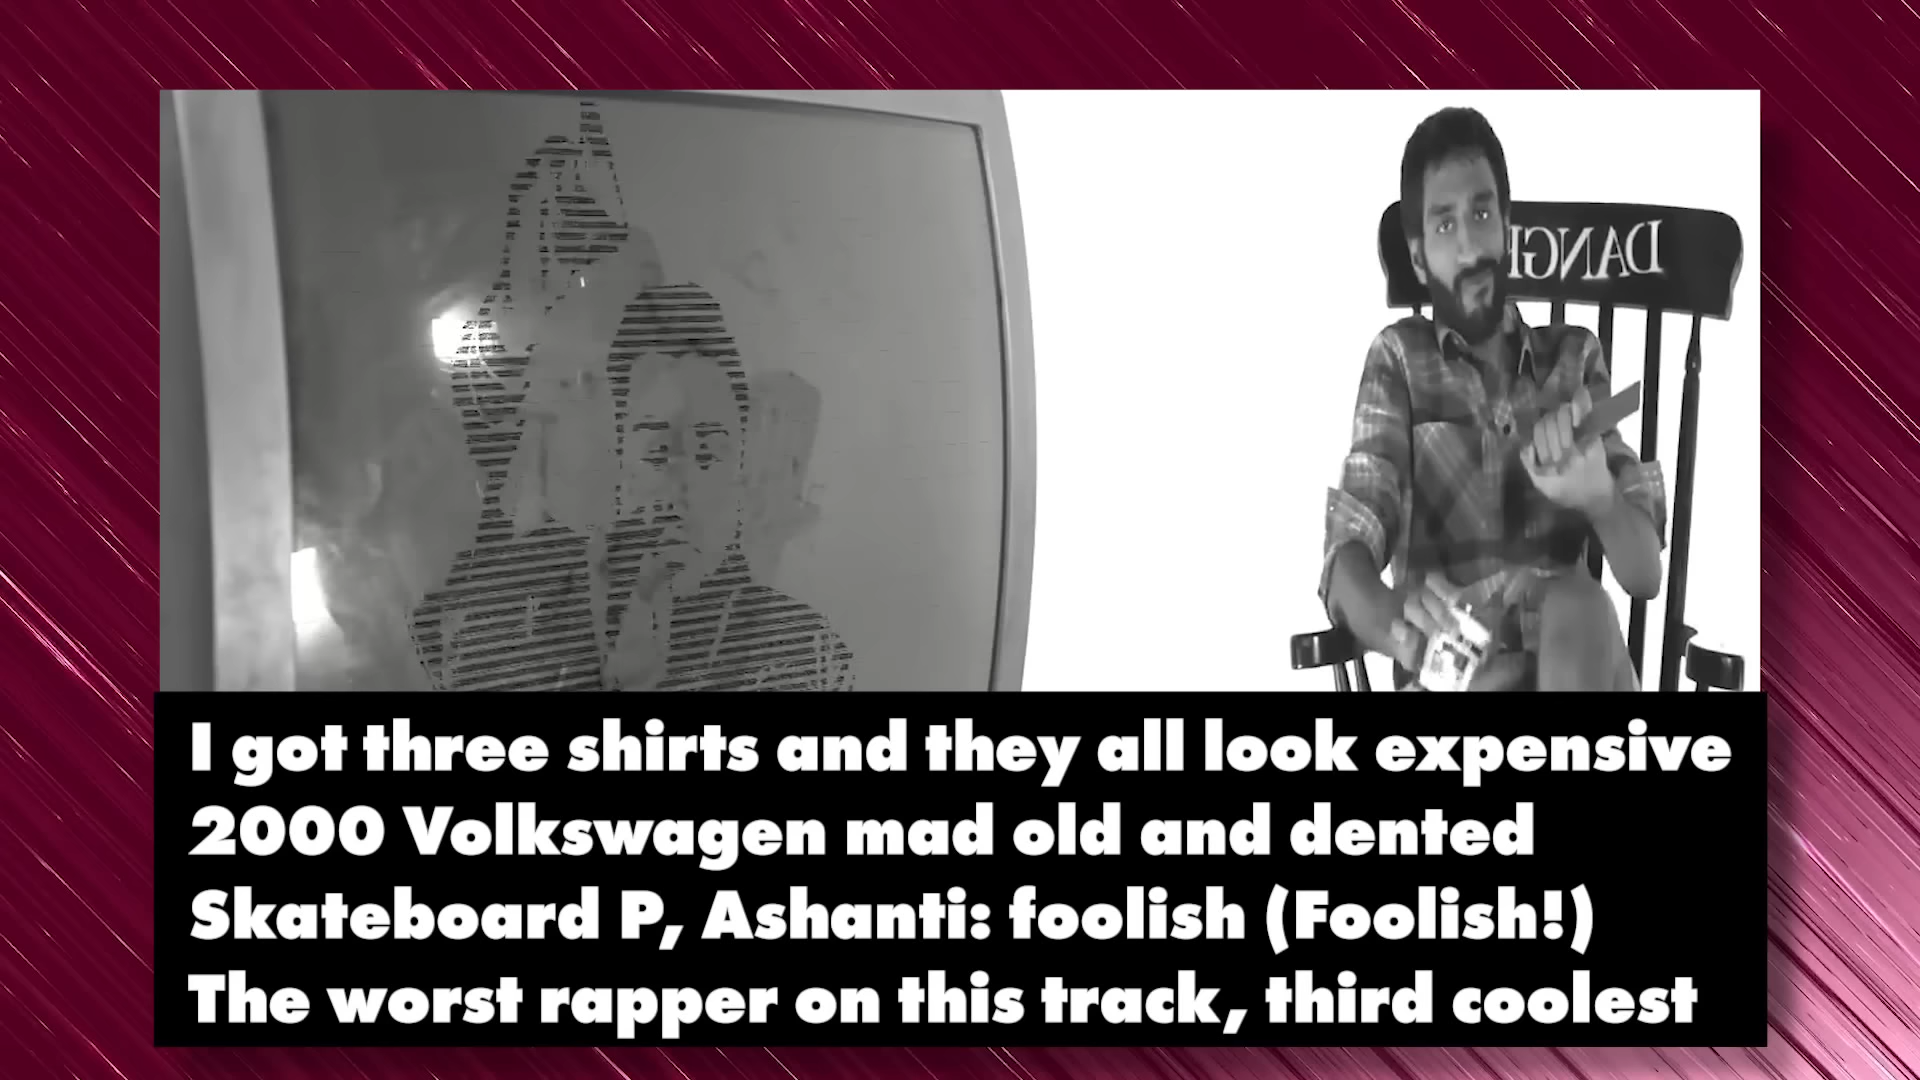 DANG
I got three shirts and they all look expensive
2000 Volkswagen mad old and dented
Skateboard P, Ashanti: foolish (Foolish!)
The worst rapper on this track, third coolest